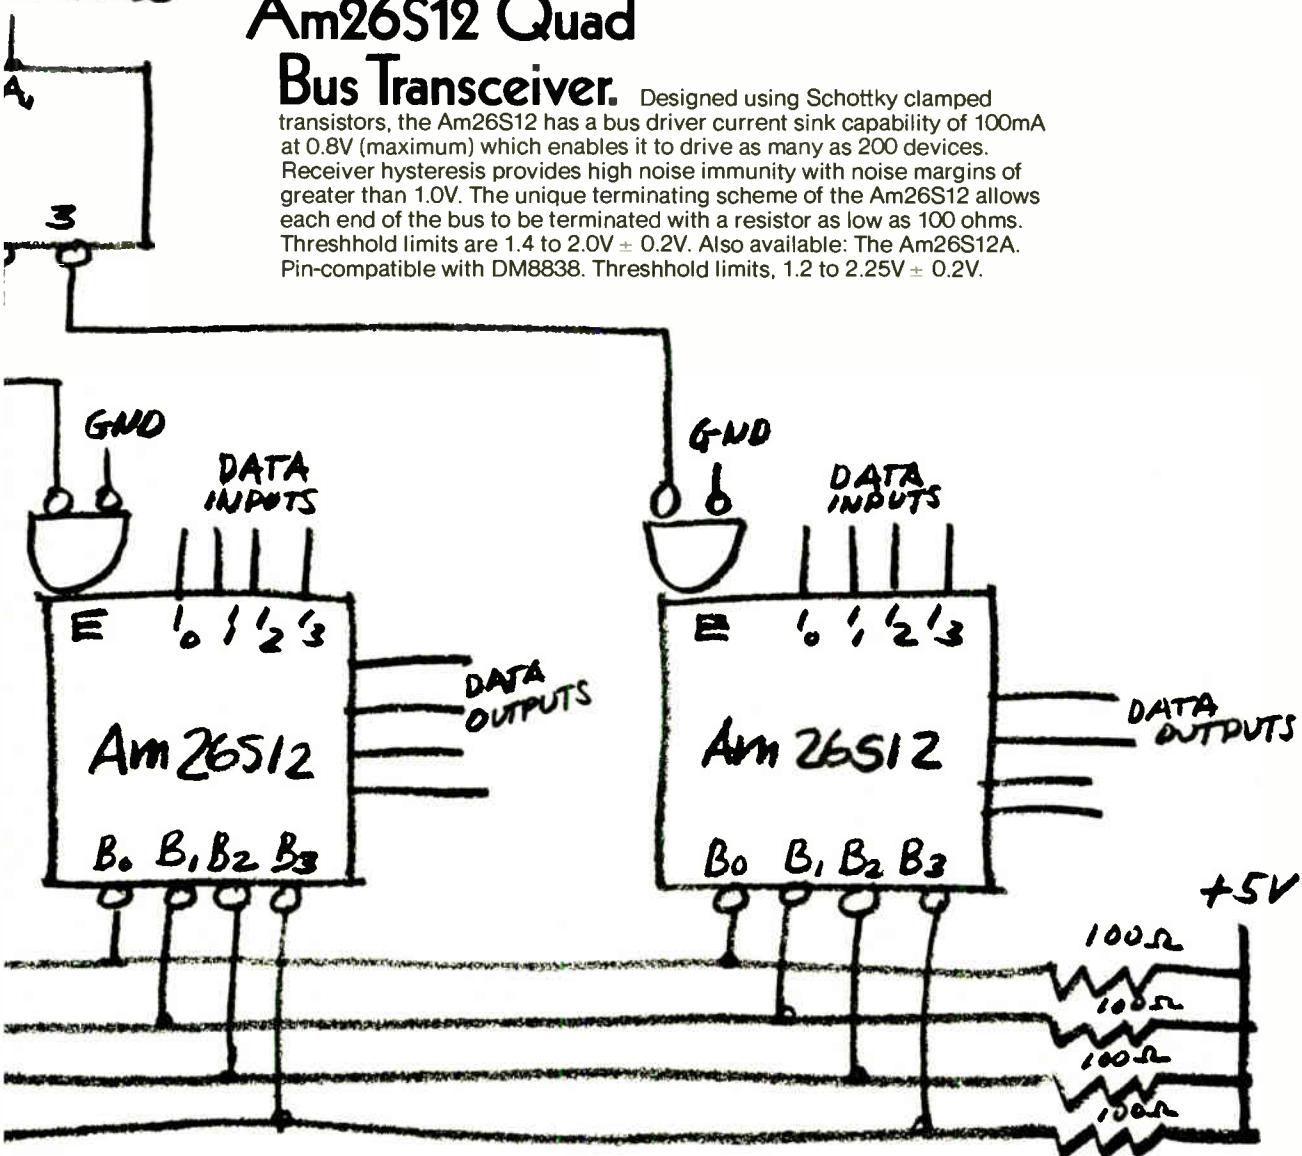 Am26S12 Quad
Bus Transceiver. Designed using Schottky clamped
transistors, the Am26S12 has a bus driver current sink capability of 100mA
at 0.8V (maximum) which enables it to drive as many as 200 devices.
Receiver hysteresis provides high noise immunity with noise margins of
greater than 1.0V. The unique terminating scheme of the Am26S12 allows
each end of the bus to be terminated with a resistor as low as 100 ohms.
Threshhold limits are 1.4 to 2.0V ± 0.2V. Also available: The Am26S12A.
Pin-compatible with DM8838. Threshhold limits, 1.2 to 2.25V ± 0.2V.
3
GND
DATA
INPUTS
GND
DATA
INPUTS
E I0 I1 I2 I3
E I0 I1 I2 I3
DATA
OUTPUTS
DATA
OUTPUTS
Am26S12
Am26S12
B0 B1 B2 B3
B0 B1 B2 B3
+5V
100Ω
100Ω
100Ω
100Ω